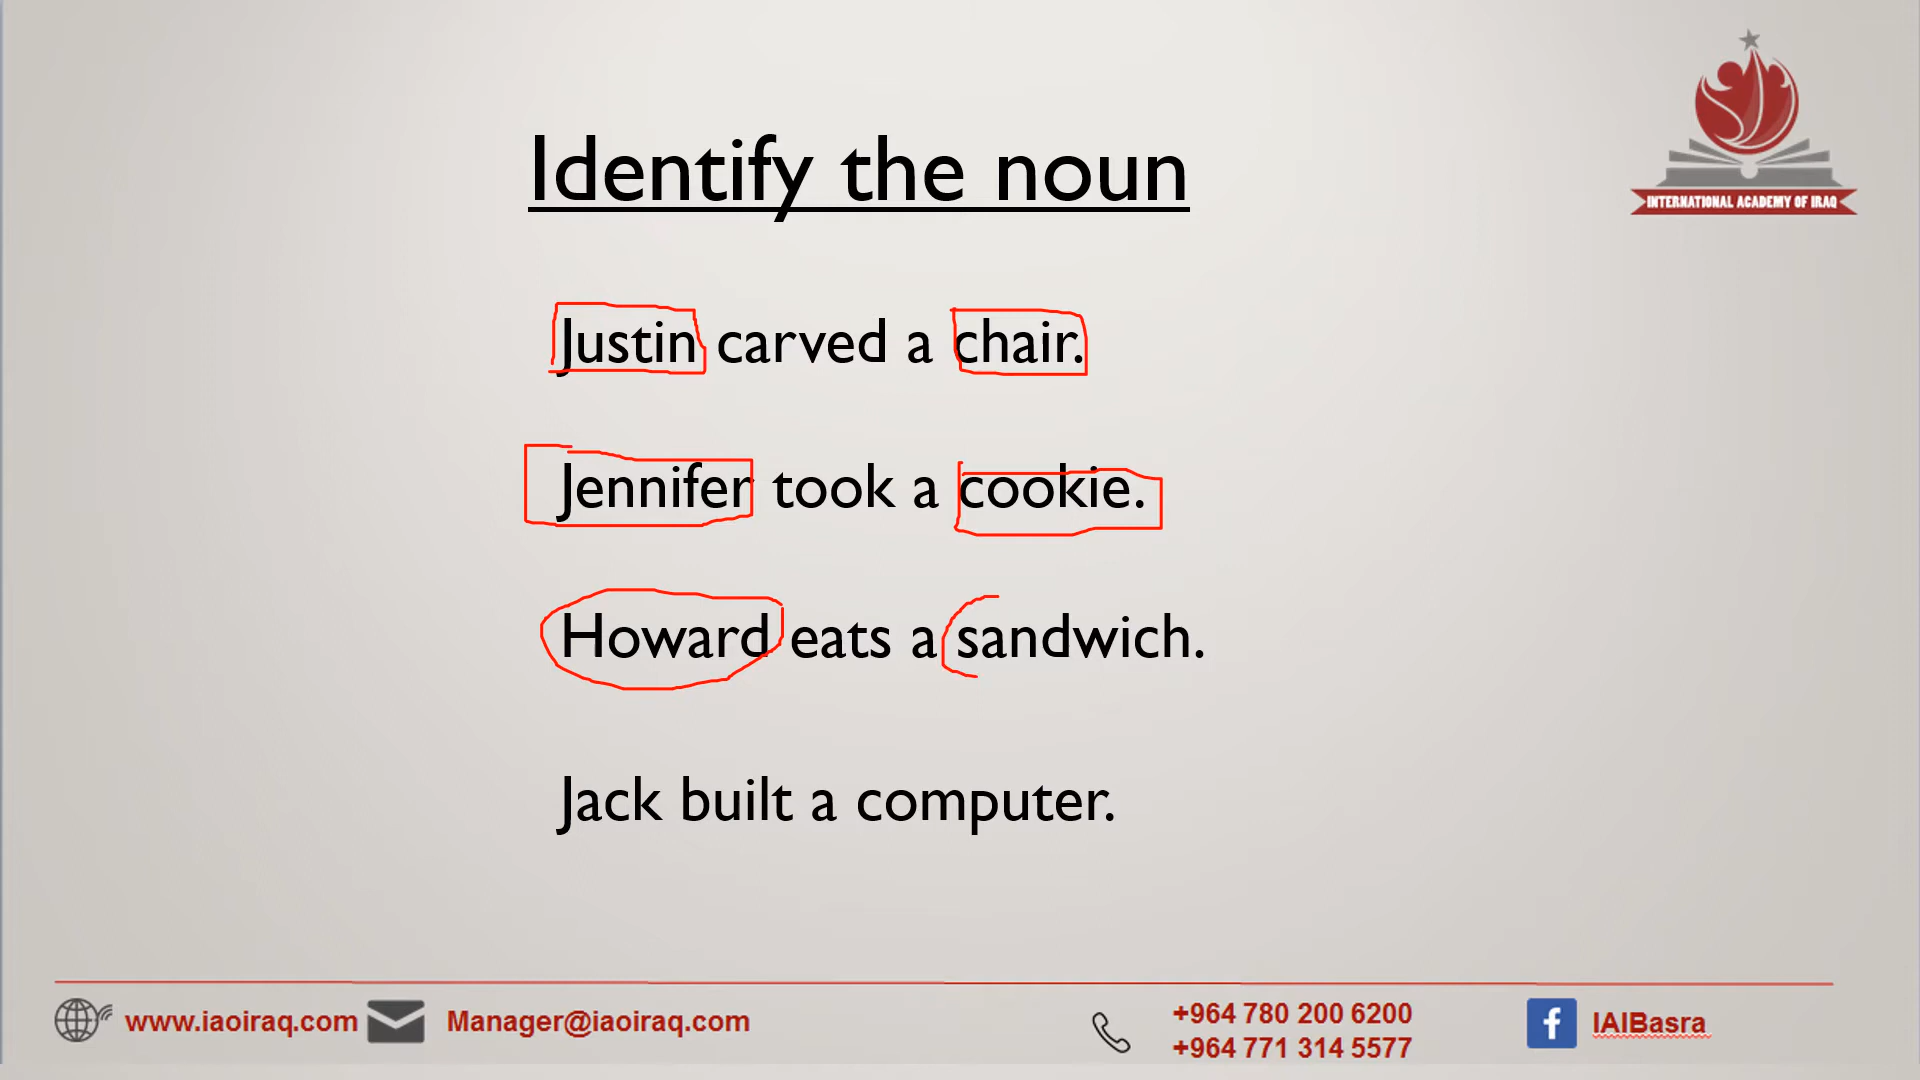 INTERNATIONAL ACADEMY OF IRAQ
Identify the noun
Justin carved a chair.
Jennifer took a cookie.
Howard eats a sandwich.
Jack built a computer.
www.iaoiraq.com
Manager@iaoiraq.com
+964 780 200 6200
+964 771 314 5577
IAIBasra